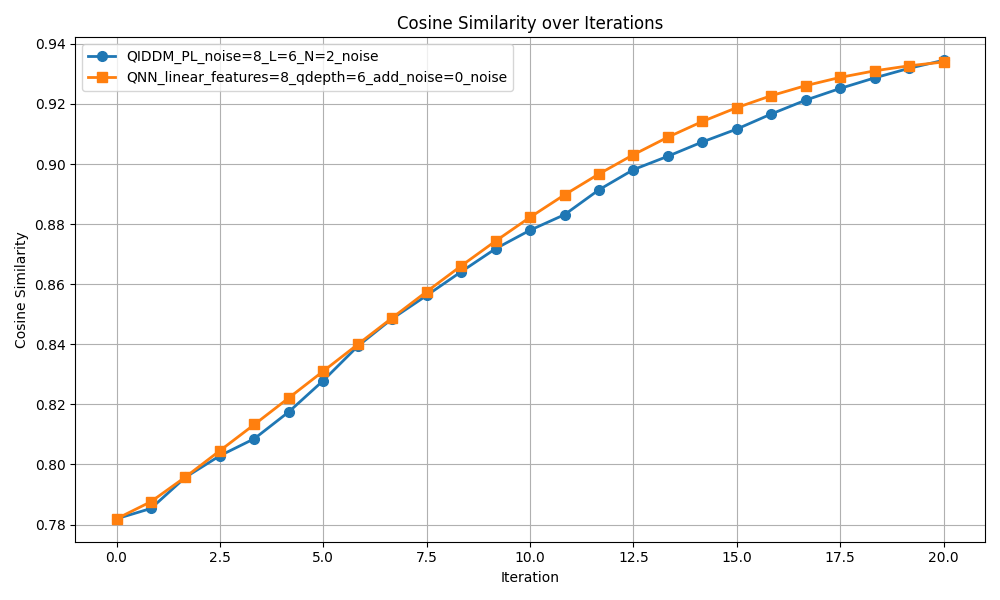 Cosine Similarity over Iterations
QIDDM_PL_noise=8_L=6_N=2_noise
QNN_linear_features=8_qdepth=6_add_noise=0_noise
Cosine Similarity
0.94
0.92
0.90
0.88
0.86
0.84
0.82
0.80
0.78
0.0 2.5 5.0 7.5 10.0 12.5 15.0 17.5 20.0
Iteration